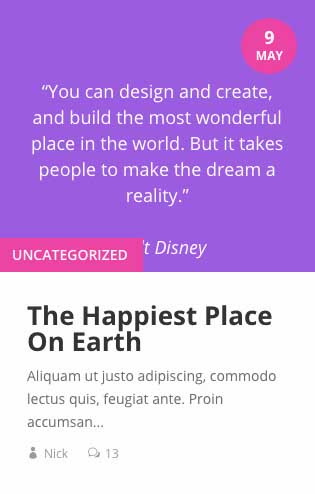 9
MAY
“You can design and create,
and build the most wonderful
place in the world. But it takes
people to make the dream a
reality.”
Disney
UNCATEGORIZED
The Happiest Place
On Earth
Aliquam ut justo adipiscing, commodo
lectus quis, feugiat ante. Proin
accumsan...
Nick
13